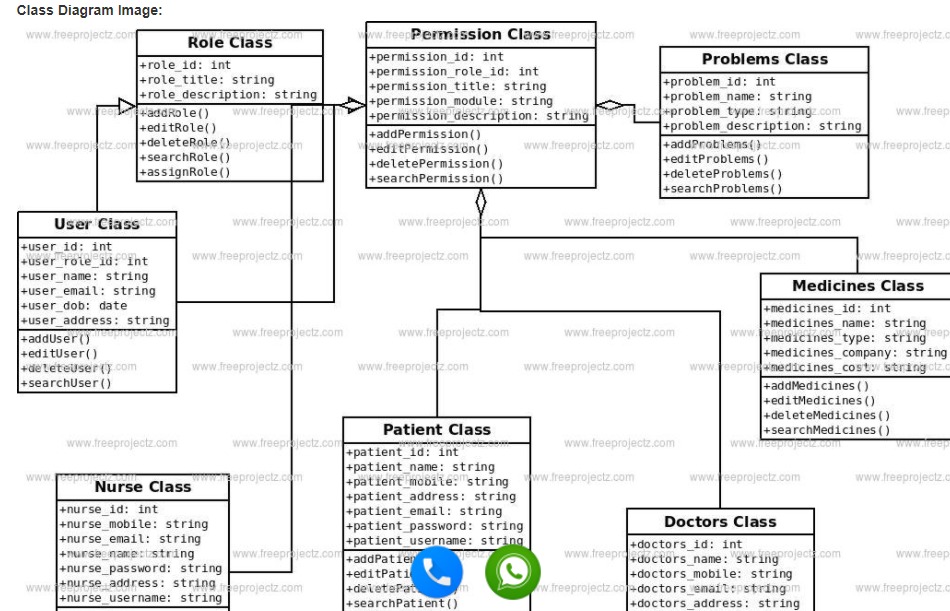 Class Diagram Image:
Role Class
+role_id: int
+role_title: string
+role_description: string
+addRole()
+editRole()
+deleteRole()
+searchRole()
+assignRole()
Permission Class
+permission_id: int
+permission_role_id: int
+permission_title: string
+permission_module: string
+permission_description: string
+addPermission()
+editPermission()
+deletePermission()
+searchPermission()
Problems Class
+problem_id: int
+problem_name: string
+problem_type: string
+problem_description: string
+addProblems()
+editProblems()
+deleteProblems()
+searchProblems()
User Class
+user_id: int
+user_role_id: int
+user_name: string
+user_email: string
+user_dob: date
+user_address: string
+addUser()
+editUser()
+deleteUser()
+searchUser()
Medicines Class
+medicines_id: int
+medicines_name: string
+medicines_type: string
+medicines_company: string
+medicines_cost: string
+addMedicines()
+editMedicines()
+deleteMedicines()
+searchMedicines()
Patient Class
+patient_id: int
+patient_name: string
+patient_mobile: string
+patient_address: string
+patient_email: string
+patient_password: string
+patient_username: string
+addPatien
+editPati
+deletePat
+searchPatient()
Nurse Class
+nurse_id: int
+nurse_mobile: string
+nurse_email: string
+nurse_name: string
+nurse_password: string
+nurse_address: string
+nurse_username: string
Doctors Class
+doctors_id: int
+doctors_name: string
+doctors_mobile: string
+doctors_email: string
+doctors_address: string
www.freeprojectz.com